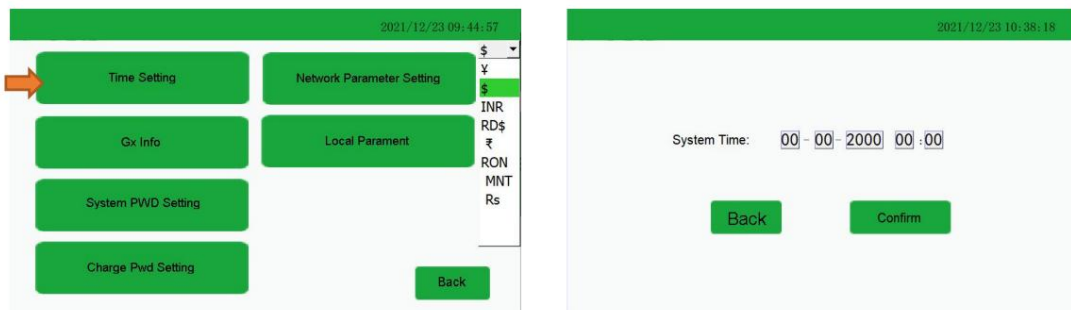 2021/12/23 09:44:57
Time Setting
Network Parameter Setting
Gx Info
Local Parament
System PWD Setting
Charge Pwd Setting
Back
$
¥
$
INR
RD$
₹
RON
MNT
Rs
2021/12/23 10:38:18
System Time: 00 - 00 - 2000 00 : 00
Back
Confirm